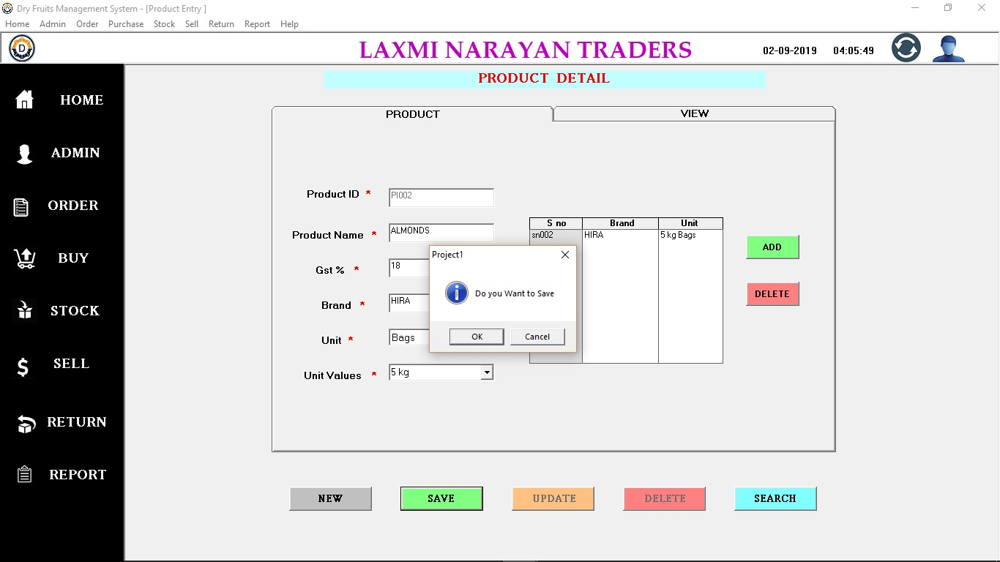 Dry Fruits Management System - [Product Entry ]
Home Admin Order Purchase Stock Sell Return Report Help
D
LAXMI NARAYAN TRADERS
02-09-2019 04:05:49
PRODUCT DETAIL
HOME
ADMIN
ORDER
BUY
STOCK
SELL
RETURN
REPORT
PRODUCT VIEW
Product ID * PI002
Product Name * ALMONDS
Gst % * 18
Brand * HIRA
Unit * Bags
Unit Values * 5 kg
S no Brand Unit
sn002 HIRA 5 kg Bags
ADD
DELETE
Project1
Do you Want to Save
OK Cancel
NEW SAVE UPDATE DELETE SEARCH